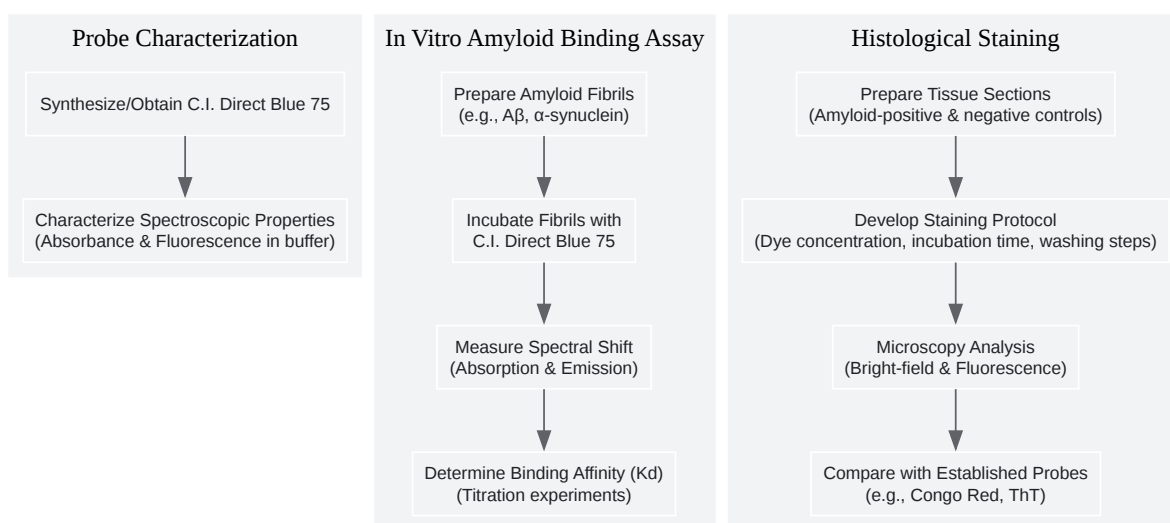 Probe Characterization
Synthesize/Obtain C.I. Direct Blue 75
Characterize Spectroscopic Properties
(Absorbance & Fluorescence in buffer)
In Vitro Amyloid Binding Assay
Prepare Amyloid Fibrils
(e.g., Aβ, α-synuclein)
Incubate Fibrils with
C.I. Direct Blue 75
Measure Spectral Shift
(Absorption & Emission)
Determine Binding Affinity (Kd)
(Titration experiments)
Histological Staining
Prepare Tissue Sections
(Amyloid-positive & negative controls)
Develop Staining Protocol
(Dye concentration, incubation time, washing steps)
Microscopy Analysis
(Bright-field & Fluorescence)
Compare with Established Probes
(e.g., Congo Red, ThT)